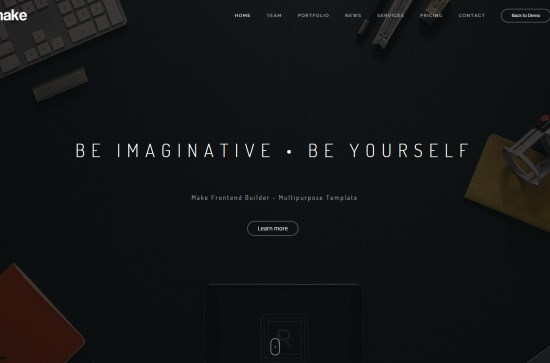 make
HOME TEAM PORTFOLIO NEWS SERVICES PRICING CONTACT Back to Demo
BE IMAGINATIVE • BE YOURSELF
Make Frontend Builder - Multipurpose Template
Learn more
R